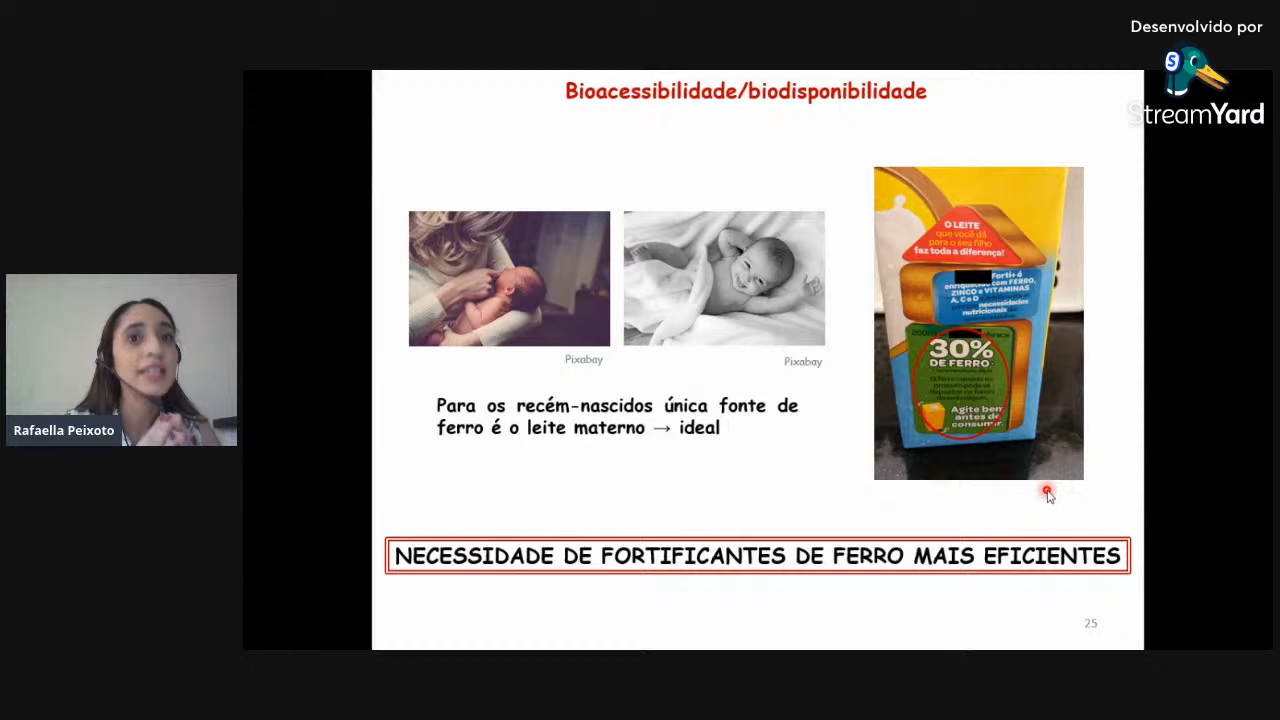 Desenvolvido por
StreamYard
Bioacessibilidade/biodisponibilidade
O LEITE
que você dá
para o seu filho
faz toda a diferença!
Forti+ é
enriquecido com FERRO,
ZINCO e VITAMINAS
A, C e D
necessidades
nutricionais
30%
DE FERRO
Agite bem
antes de
consumir.
Pixabay
Pixabay
Para os recém-nascidos única fonte de
ferro é o leite materno → ideal
Rafaella Peixoto
NECESSIDADE DE FORTIFICANTES DE FERRO MAIS EFICIENTES
25